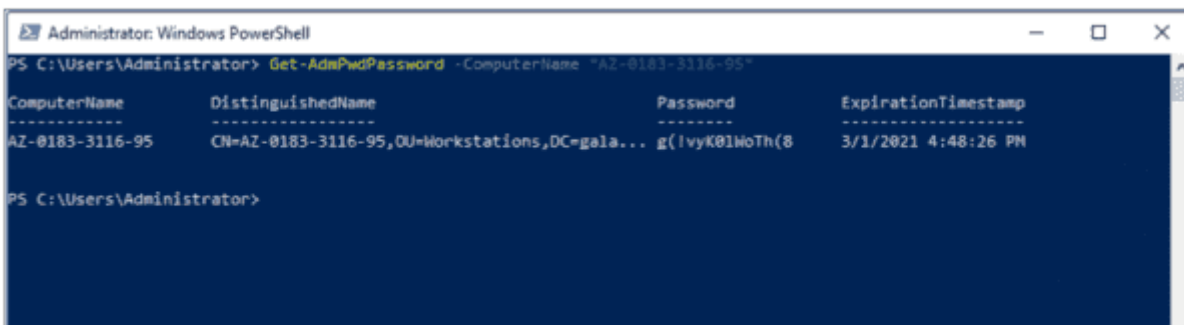 Administrator: Windows PowerShell
PS C:\Users\Administrator> Get-AdmPwdPassword -ComputerName "AZ-0183-3116-95"
ComputerName DistinguishedName Password ExpirationTimestamp
------------ ----------------- -------- -------------------
AZ-0183-3116-95 CN=AZ-0183-3116-95,OU=Workstations,DC=gala... g(!vyK0lWoTh(8 3/1/2021 4:48:26 PM
PS C:\Users\Administrator>